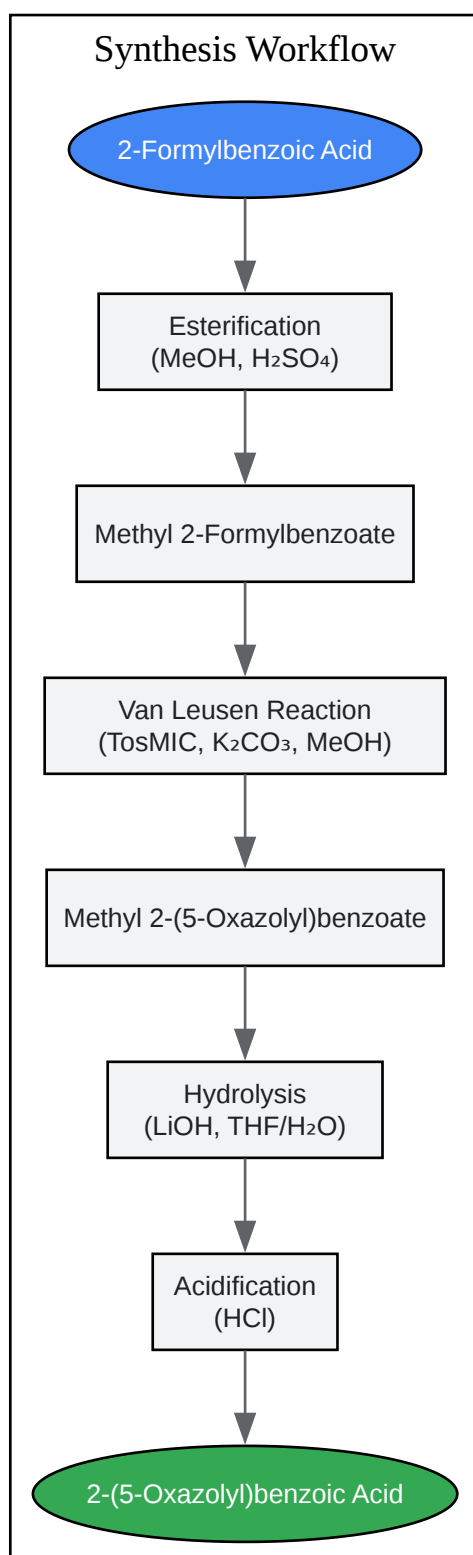 Synthesis Workflow
2-Formylbenzoic Acid
Esterification
(MeOH, H₂SO₄)
Methyl 2-Formylbenzoate
Van Leusen Reaction
(TosMIC, K₂CO₃, MeOH)
Methyl 2-(5-Oxazolyl)benzoate
Hydrolysis
(LiOH, THF/H₂O)
Acidification
(HCl)
2-(5-Oxazolyl)benzoic Acid